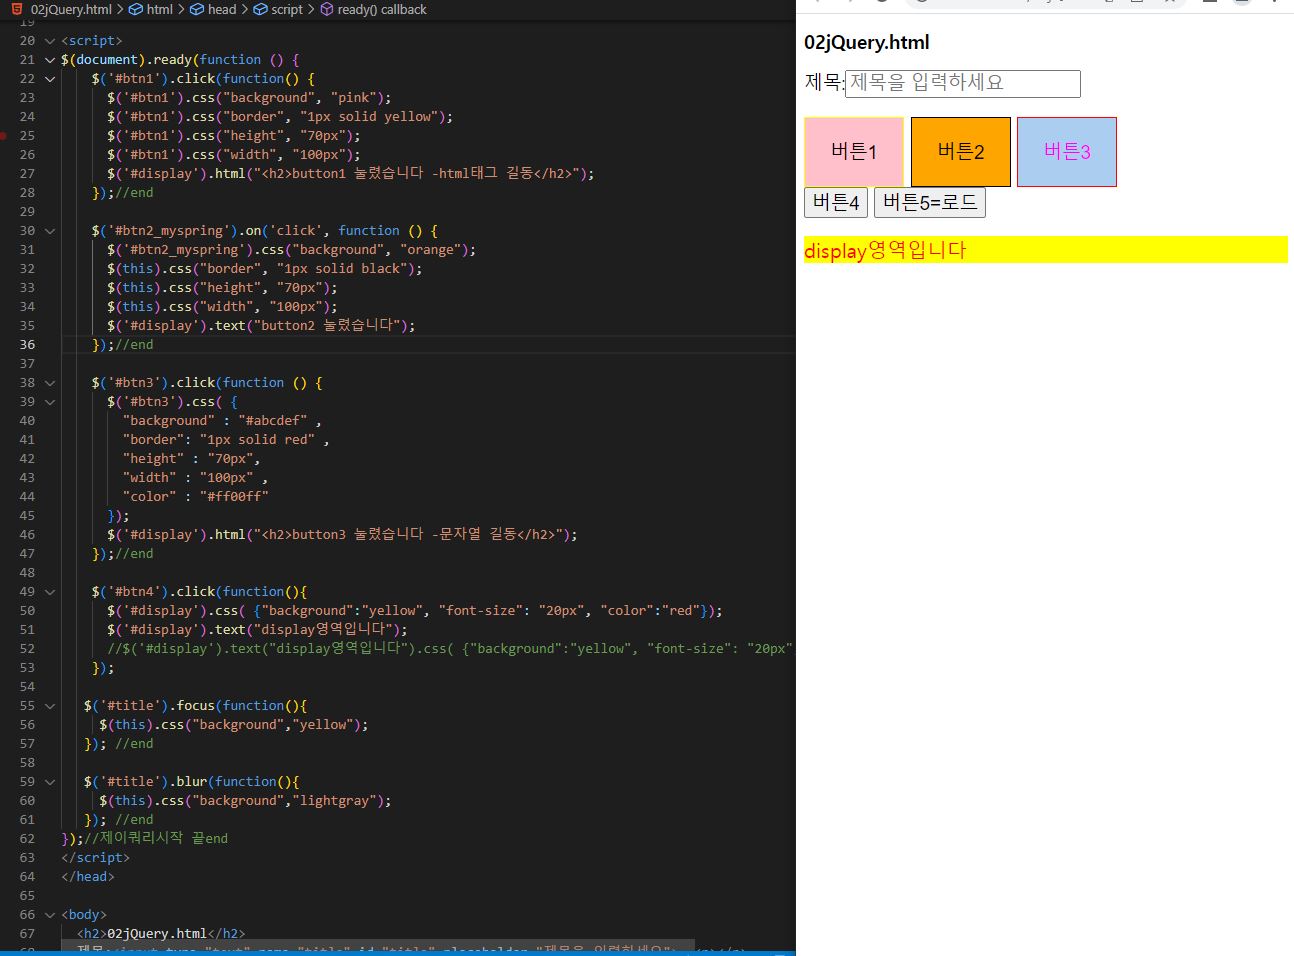 02jQuery.html > html > head > script > ready() callback
19
20 <script>
21 $(document).ready(function () {
22 $('#btn1').click(function() {
23 $('#btn1').css("background", "pink");
24 $('#btn1').css("border", "1px solid yellow");
25 $('#btn1').css("height", "70px");
26 $('#btn1').css("width", "100px");
27 $('#display').html("<h2>button1 눌렸습니다 -html태그 길동</h2>");
28 });//end
29
30 $('#btn2_myspring').on('click', function () {
31 $('#btn2_myspring').css("background", "orange");
32 $(this).css("border", "1px solid black");
33 $(this).css("height", "70px");
34 $(this).css("width", "100px");
35 $('#display').text("button2 눌렸습니다");
36 });//end
37
38 $('#btn3').click(function () {
39 $('#btn3').css( {
40 "background" : "#abcdef" ,
41 "border": "1px solid red" ,
42 "height" : "70px",
43 "width" : "100px" ,
44 "color" : "#ff00ff"
45 });
46 $('#display').html("<h2>button3 눌렸습니다 -문자열 길동</h2>");
47 });//end
48
49 $('#btn4').click(function(){
50 $('#display').css( {"background":"yellow", "font-size": "20px", "color":"red"});
51 $('#display').text("display영역입니다");
52 //$('#display').text("display영역입니다").css( {"background":"yellow", "font-size": "20px"
53 });
54
55 $('#title').focus(function(){
56 $(this).css("background","yellow");
57 }); //end
58
59 $('#title').blur(function(){
60 $(this).css("background","lightgray");
61 }); //end
62 });//제이쿼리시작 끝end
63 </script>
64 </head>
65
66 <body>
67 <h2>02jQuery.html</h2>
02jQuery.html
제목:제목을 입력하세요
버튼1 버튼2 버튼3
버튼4 버튼5=로드
display영역입니다